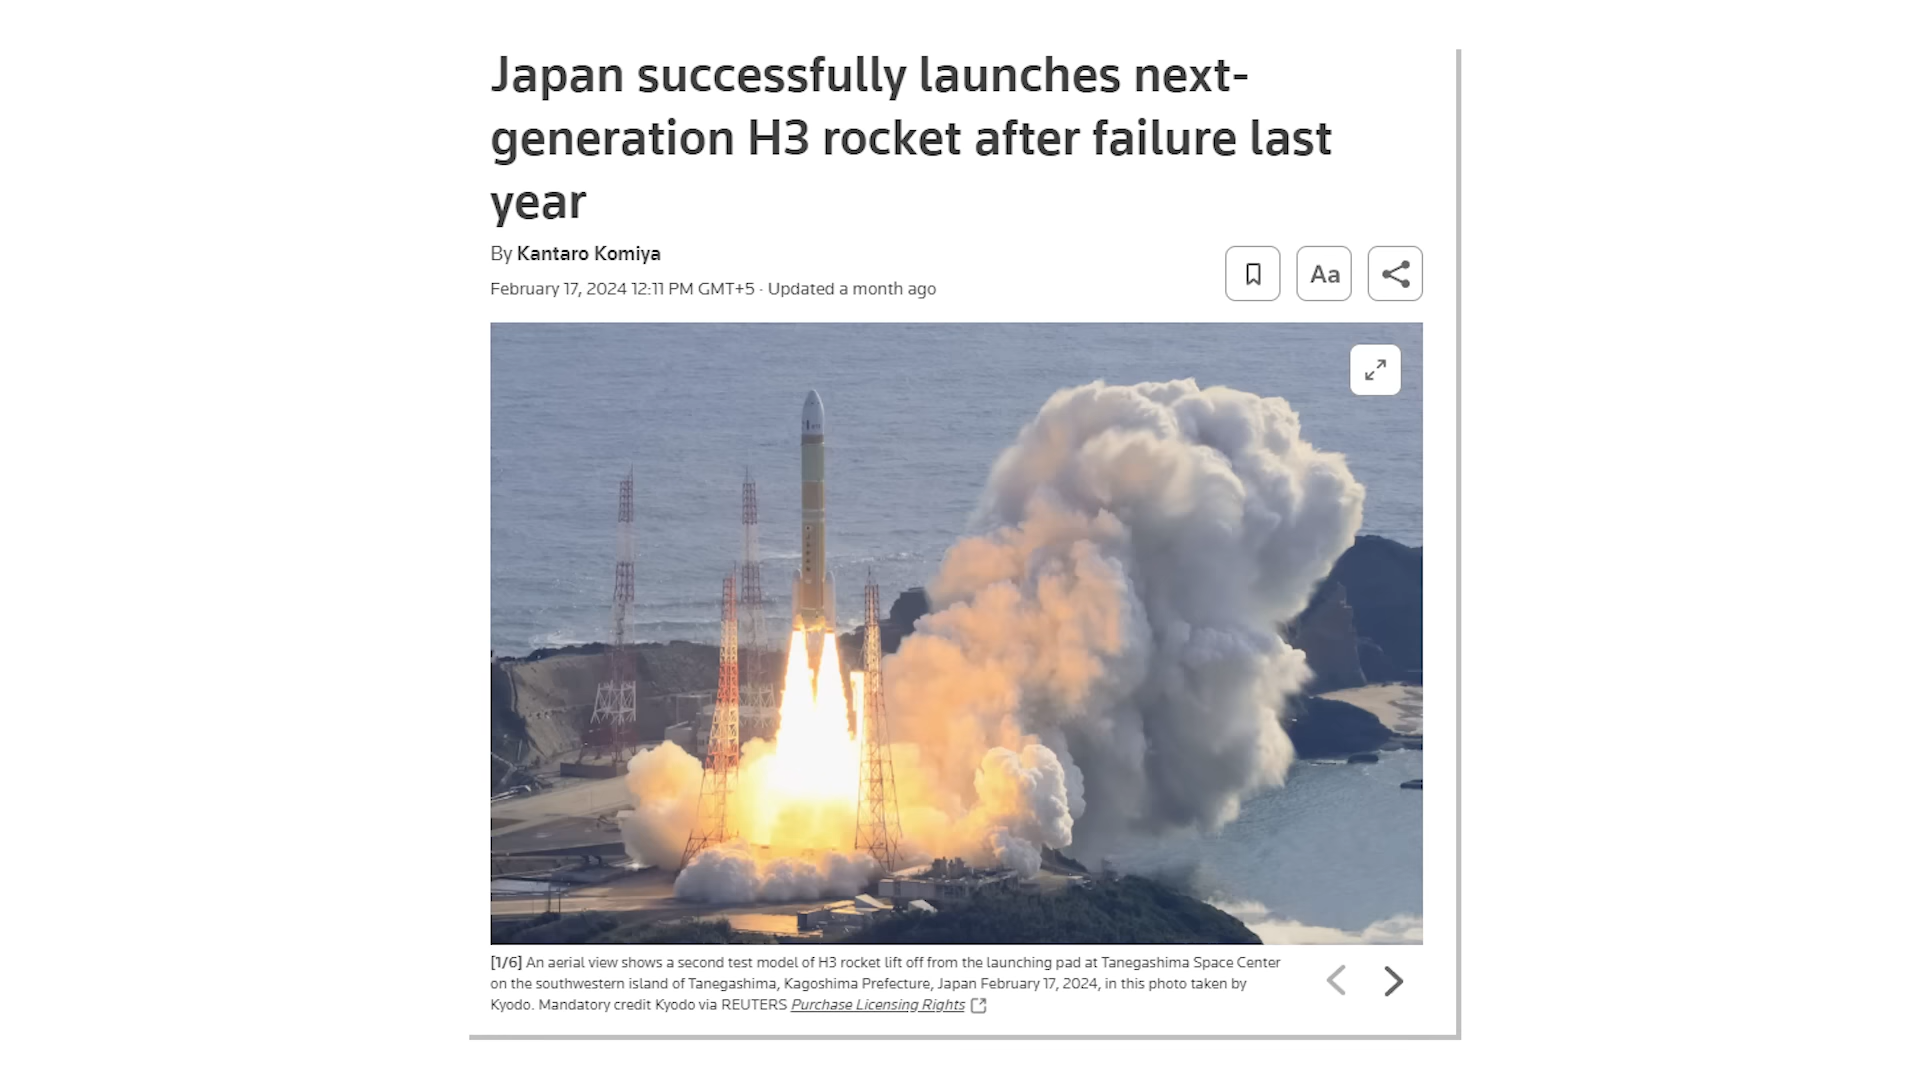 Japan successfully launches next-
generation H3 rocket after failure last
year
By Kantaro Komiya
February 17, 2024 12:11 PM GMT+5 · Updated a month ago
Aa
[1/6] An aerial view shows a second test model of H3 rocket lift off from the launching pad at Tanegashima Space Center
on the southwestern island of Tanegashima, Kagoshima Prefecture, Japan February 17, 2024, in this photo taken by
Kyodo. Mandatory credit Kyodo via REUTERS Purchase Licensing Rights